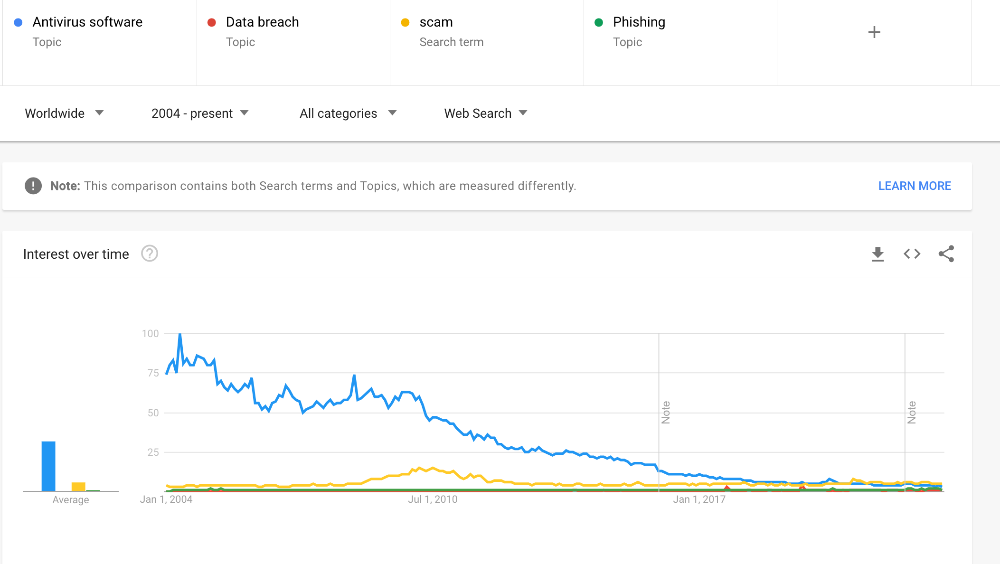 Antivirus software
Topic
Data breach
Topic
scam
Search term
Phishing
Topic
+
Worldwide
2004 - present
All categories
Web Search
Note: This comparison contains both Search terms and Topics, which are measured differently.
LEARN MORE
Interest over time
100
75
50
25
Note
Note
Average
Jan 1, 2004
Jul 1, 2010
Jan 1, 2017